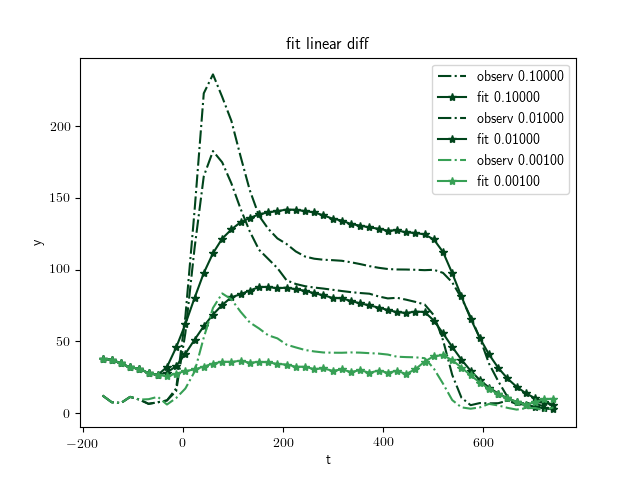 fit linear diff
observ 0.10000
fit 0.10000
observ 0.01000
fit 0.01000
observ 0.00100
fit 0.00100
y
200
150
100
50
0
−200 0 200 400 600
t